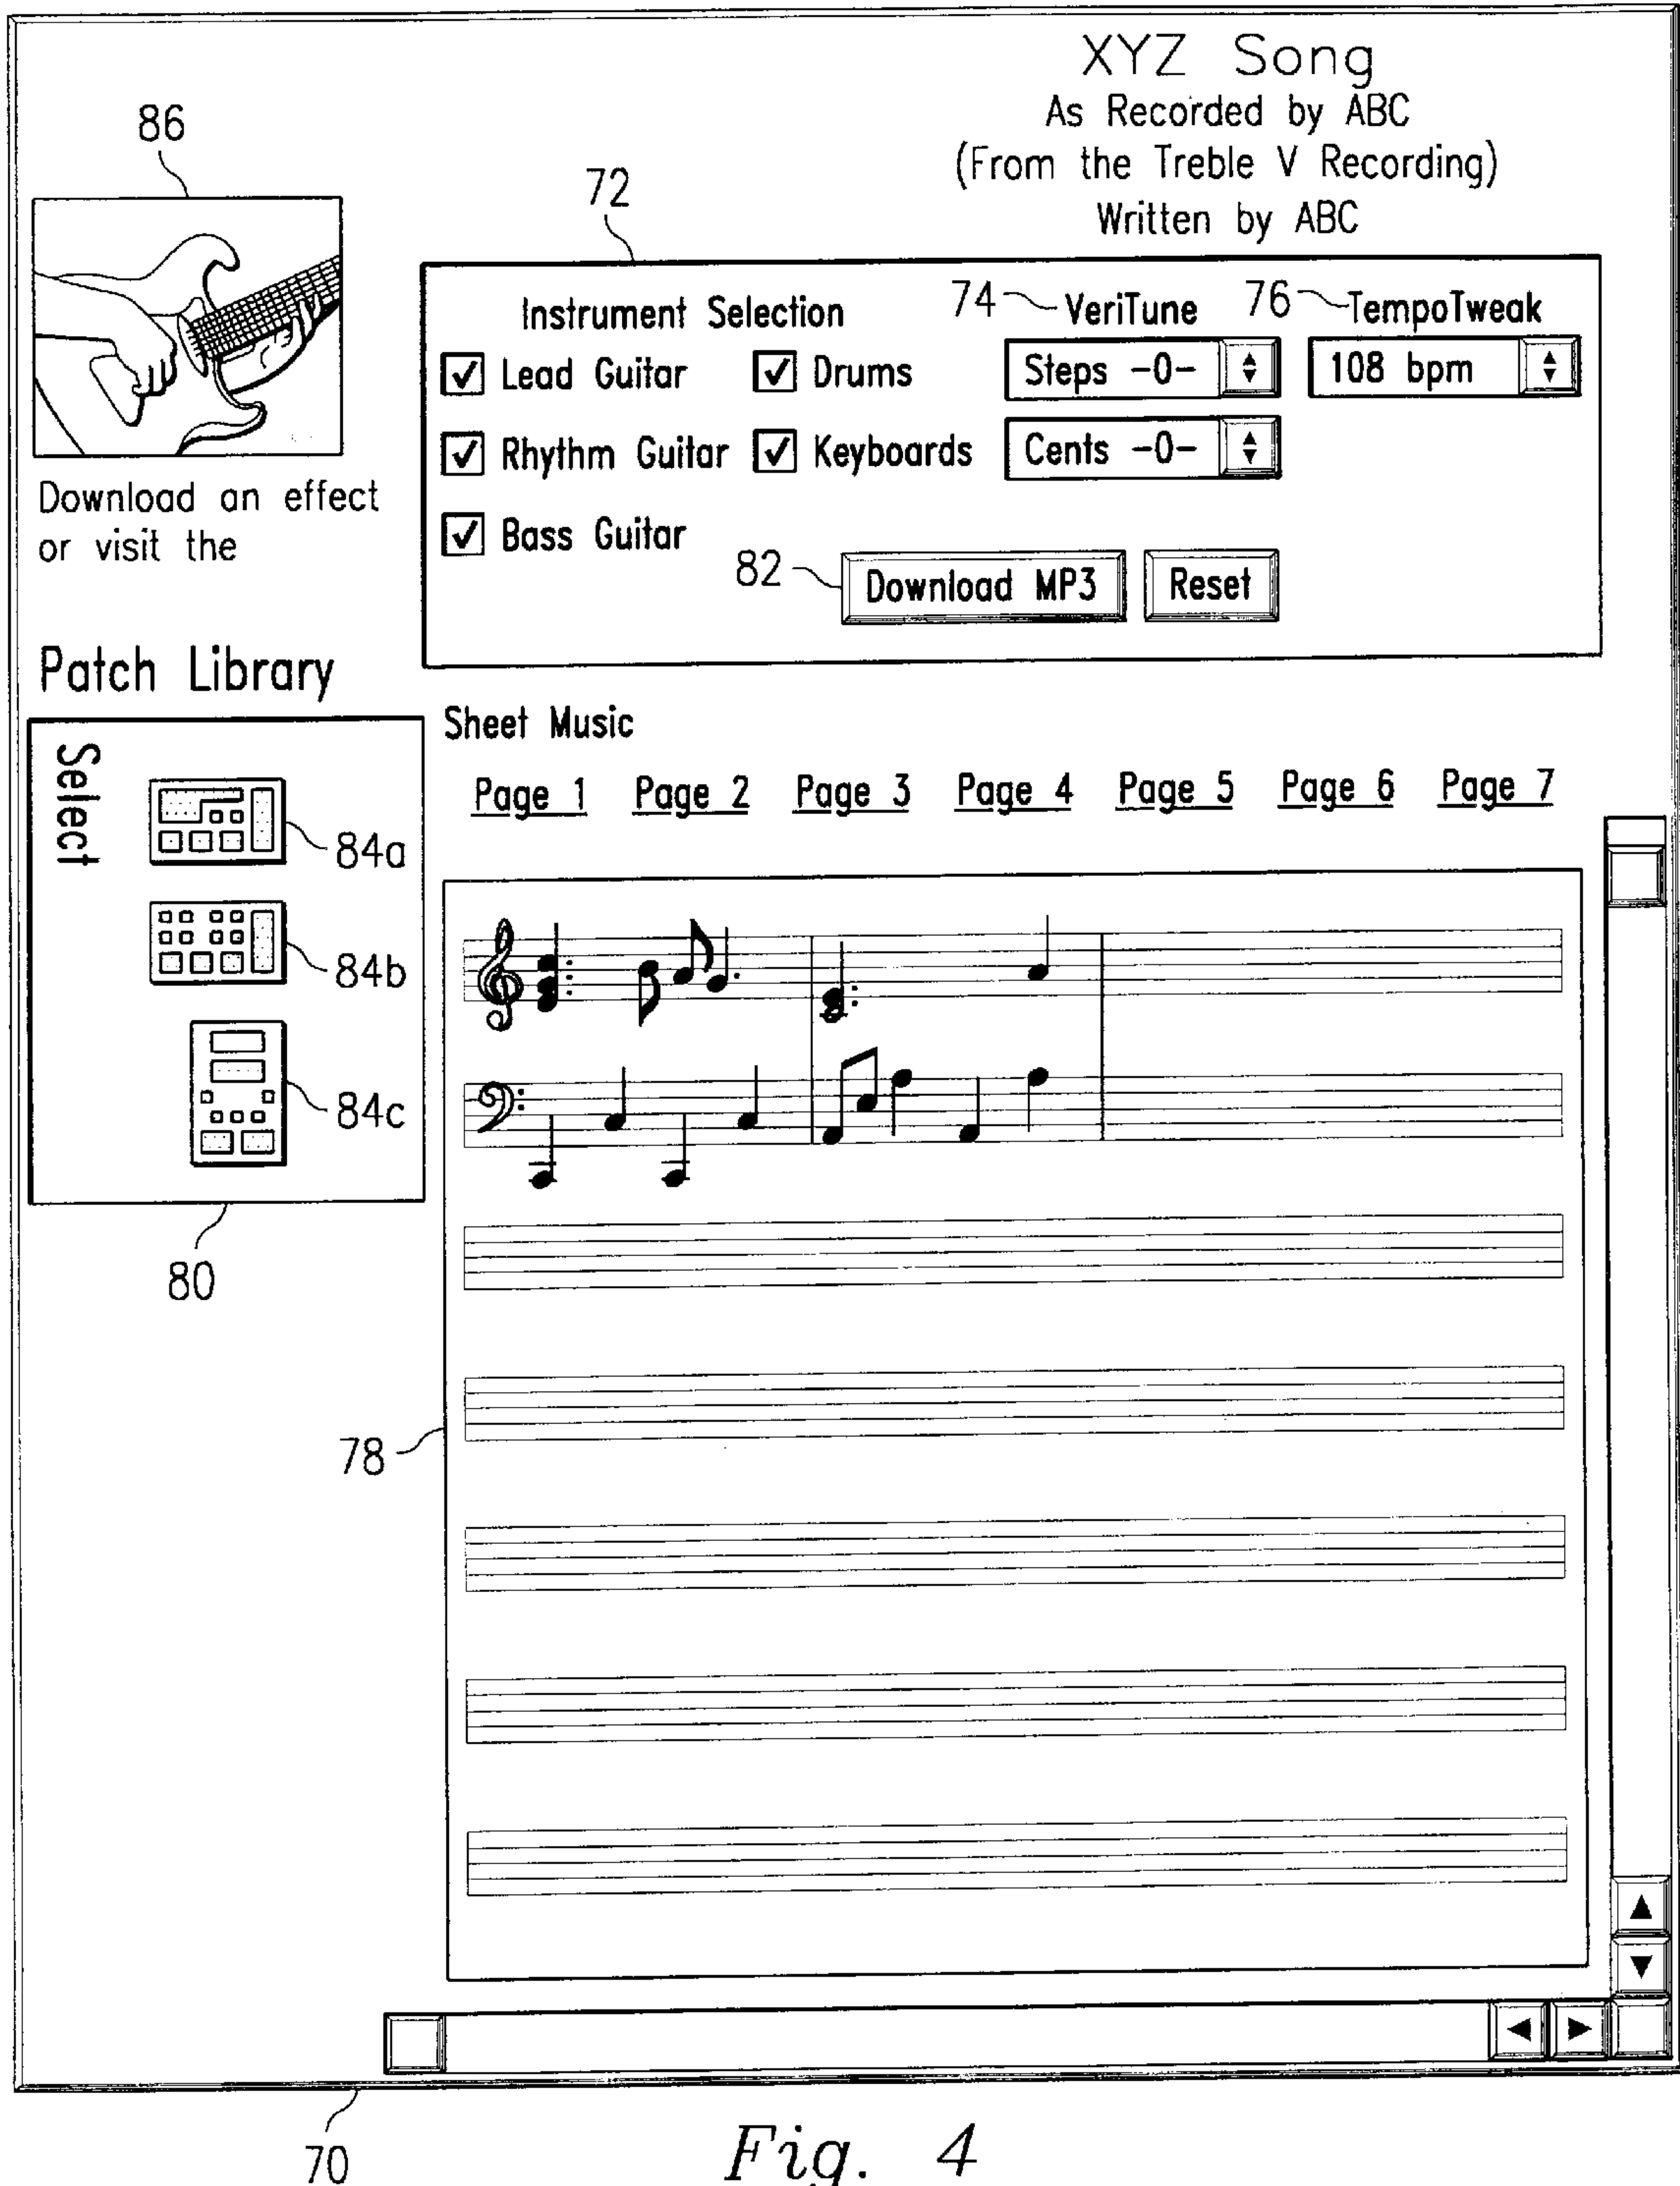 XYZ Song
As Recorded by ABC
(From the Treble V Recording)
Written by ABC
86
Download an effect
or visit the
Patch Library
72
Instrument Selection
74 VeriTune
76 TempoTweak
Lead Guitar
Drums
Steps -0-
108 bpm
Rhythm Guitar
Keyboards
Cents -0-
Bass Guitar
82
Download MP3
Reset
Select
84a
84b
84c
80
Sheet Music
Page 1 Page 2 Page 3 Page 4 Page 5 Page 6 Page 7
78
70
Fig. 4